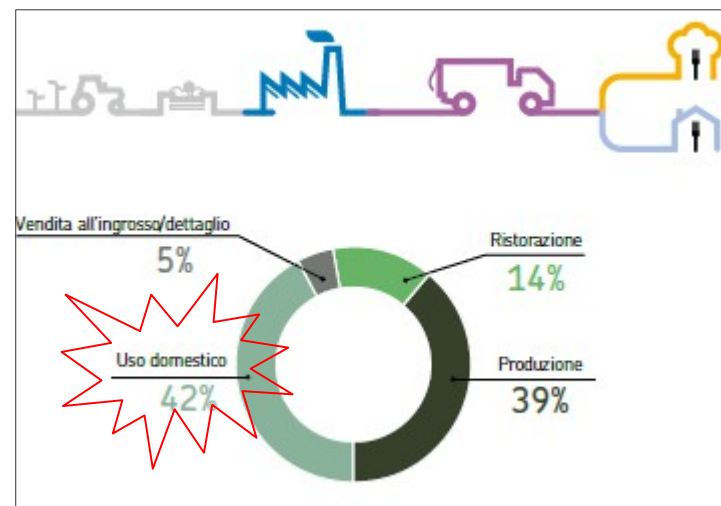 Vendita all'ingrosso/dettaglio
5%
Ristorazione
14%
Uso domestico
42%
Produzione
39%